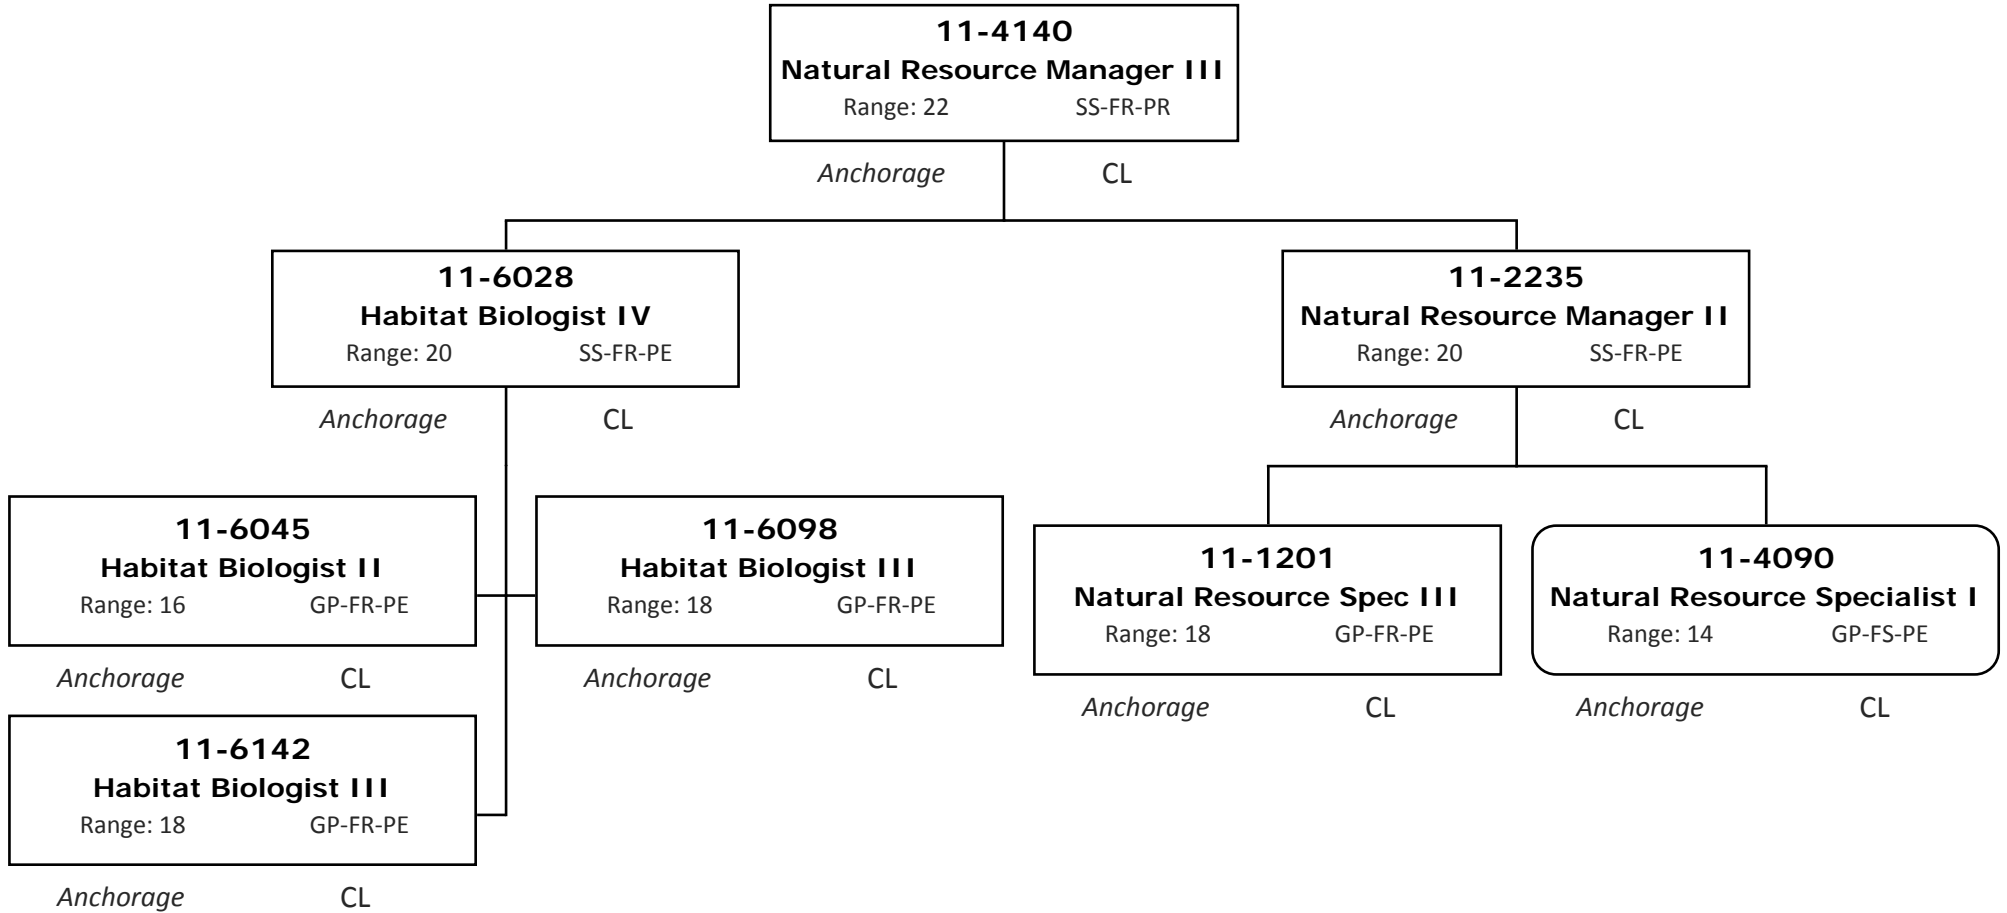 11-4140
Natural Resource Manager III
Range: 22 SS-FR-PR
Anchorage CL
11-6028
Habitat Biologist IV
Range: 20 SS-FR-PE
Anchorage CL
11-2235
Natural Resource Manager II
Range: 20 SS-FR-PE
Anchorage CL
11-6045
Habitat Biologist II
Range: 16 GP-FR-PE
Anchorage CL
11-6098
Habitat Biologist III
Range: 18 GP-FR-PE
Anchorage CL
11-1201
Natural Resource Spec III
Range: 18 GP-FR-PE
Anchorage CL
11-4090
Natural Resource Specialist I
Range: 14 GP-FS-PE
Anchorage CL
11-6142
Habitat Biologist III
Range: 18 GP-FR-PE
Anchorage CL